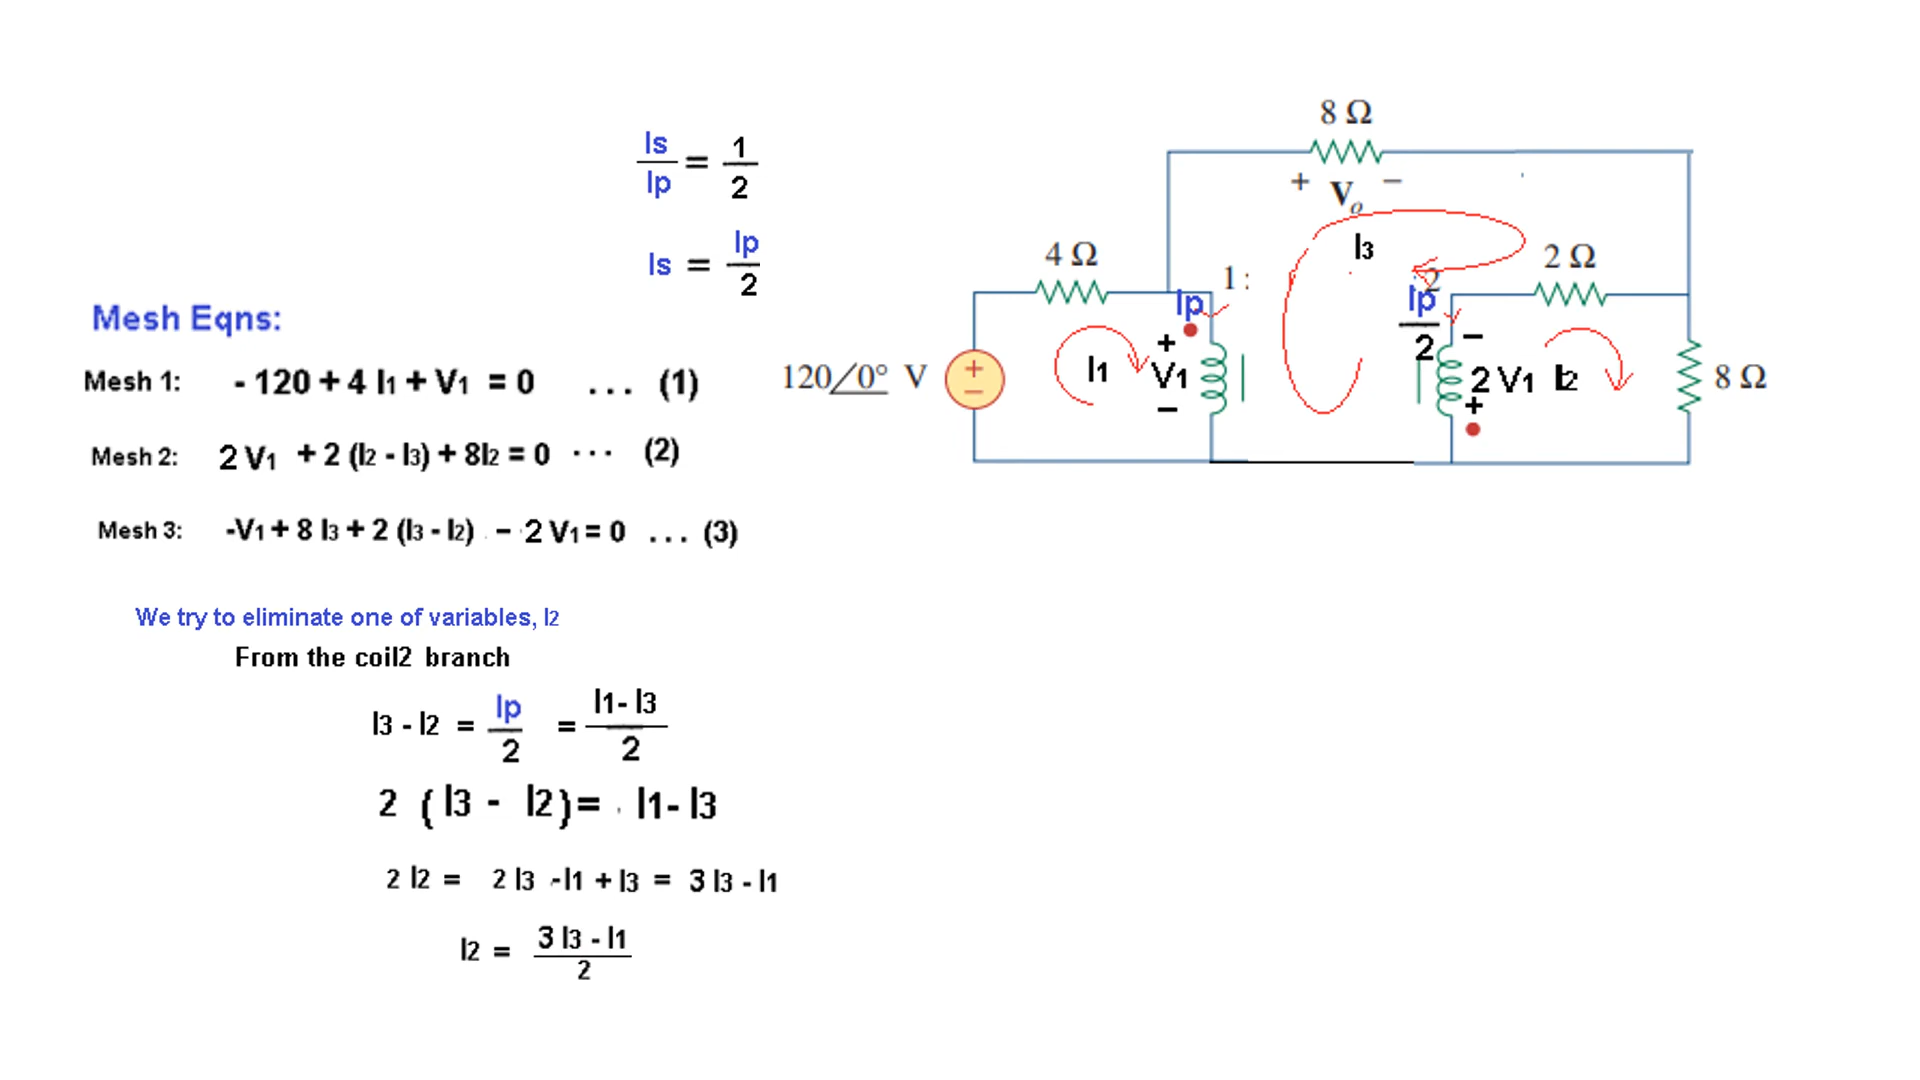 Is/Ip = 1/2
Is = Ip/2
Mesh Eqns:
Mesh 1: - 120 + 4 I1 + V1 = 0 ... (1)
Mesh 2: 2 V1 + 2 (I2 - I3) + 8I2 = 0 ... (2)
Mesh 3: -V1 + 8 I3 + 2 (I3 - I2) - 2 V1 = 0 ... (3)
We try to eliminate one of variables, I2
From the coil2 branch
I3 - I2 = Ip/2 = I1- I3/2
2 ( I3 - I2 ) = I1- I3
2 I2 = 2 I3 -I1 + I3 = 3 I3 - I1
I2 = 3 I3 - I1/2
8 Ω
+ Vo −
I3
4 Ω
1 :
2
2 Ω
Ip
Ip/2
120/0° V
+
−
I1
+
V1
−
−
2 V1
+
I2
8 Ω